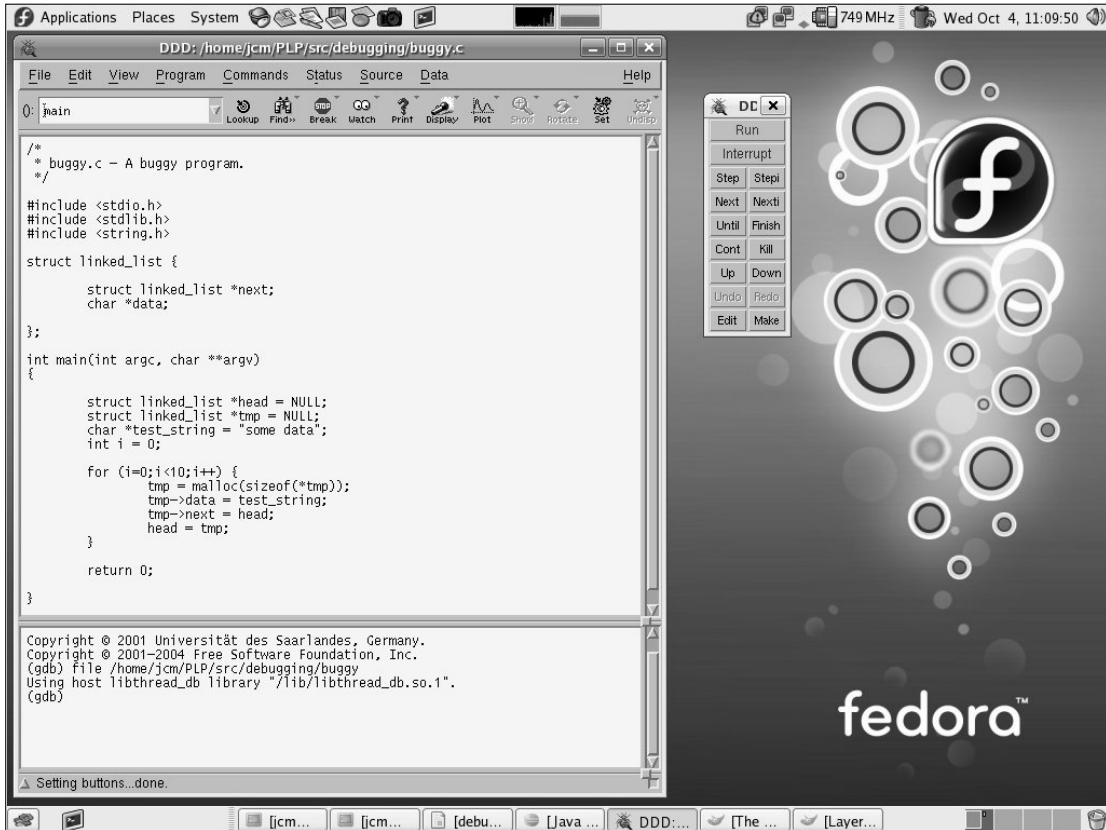 Applications Places System 749 MHz Wed Oct 4, 11:09:50
DDD: /home/jcm/PLP/src/debugging/buggy.c
File Edit View Program Commands Status Source Data Help
(): main Lookup Find>> Break Watch Print Display Plot Show Rotate Set Undisp
STOP
/*
* buggy.c – A buggy program.
*/
#include <stdio.h>
#include <stdlib.h>
#include <string.h>
struct linked_list {
struct linked_list *next;
char *data;
};
int main(int argc, char **argv)
{
struct linked_list *head = NULL;
struct linked_list *tmp = NULL;
char *test_string = "some data";
int i = 0;
for (i=0;i<10;i++) {
tmp = malloc(sizeof(*tmp));
tmp->data = test_string;
tmp->next = head;
head = tmp;
}
return 0;
}
Copyright © 2001 Universität des Saarlandes, Germany.
Copyright © 2001-2004 Free Software Foundation, Inc.
(gdb) file /home/jcm/PLP/src/debugging/buggy
Using host libthread_db library "/lib/libthread_db.so.1".
(gdb)
Setting buttons...done.
DD
Run
Interrupt
Step Stepi
Next Nexti
Until Finish
Cont Kill
Up Down
Undo Redo
Edit Make
fedora™
[jcm... [jcm... [debu... [Java ... DDD:... [The ... [Layer...